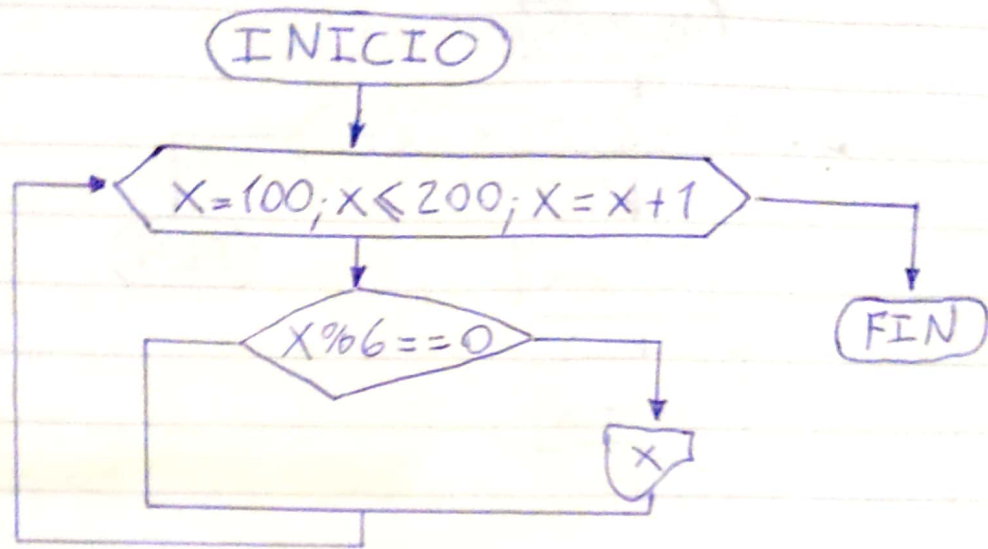 INICIO
X=100; X≤200; X=X+1
X%6==0
FIN
X